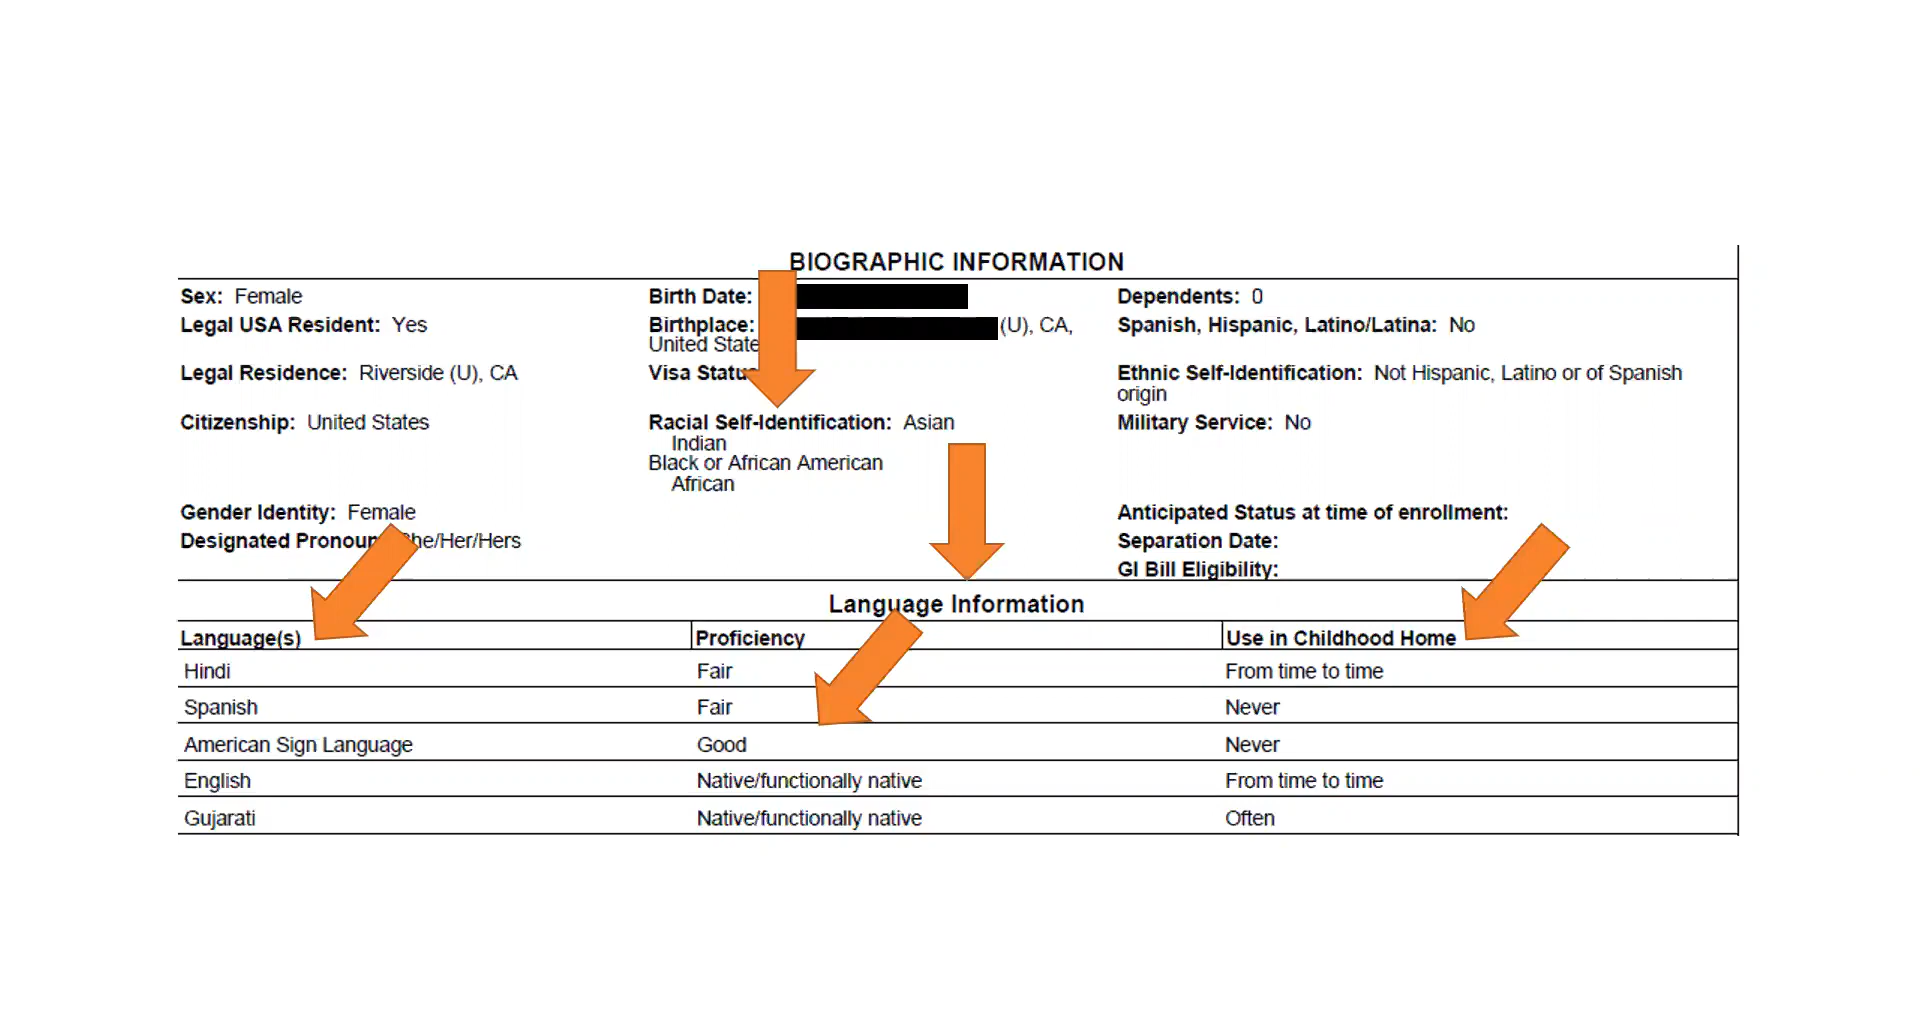 BIOGRAPHIC INFORMATION
Sex: Female Birth Date: Dependents: 0
Legal USA Resident: Yes Birthplace: (U), CA, Spanish, Hispanic, Latino/Latina: No
United State
Legal Residence: Riverside (U), CA Visa Status Ethnic Self-Identification: Not Hispanic, Latino or of Spanish
origin
Citizenship: United States Racial Self-Identification: Asian Military Service: No
Indian
Black or African American
African
Gender Identity: Female Anticipated Status at time of enrollment:
Designated Pronoun She/Her/Hers Separation Date:
GI Bill Eligibility:
Language Information
Language(s) Proficiency Use in Childhood Home
Hindi Fair From time to time
Spanish Fair Never
American Sign Language Good Never
English Native/functionally native From time to time
Gujarati Native/functionally native Often